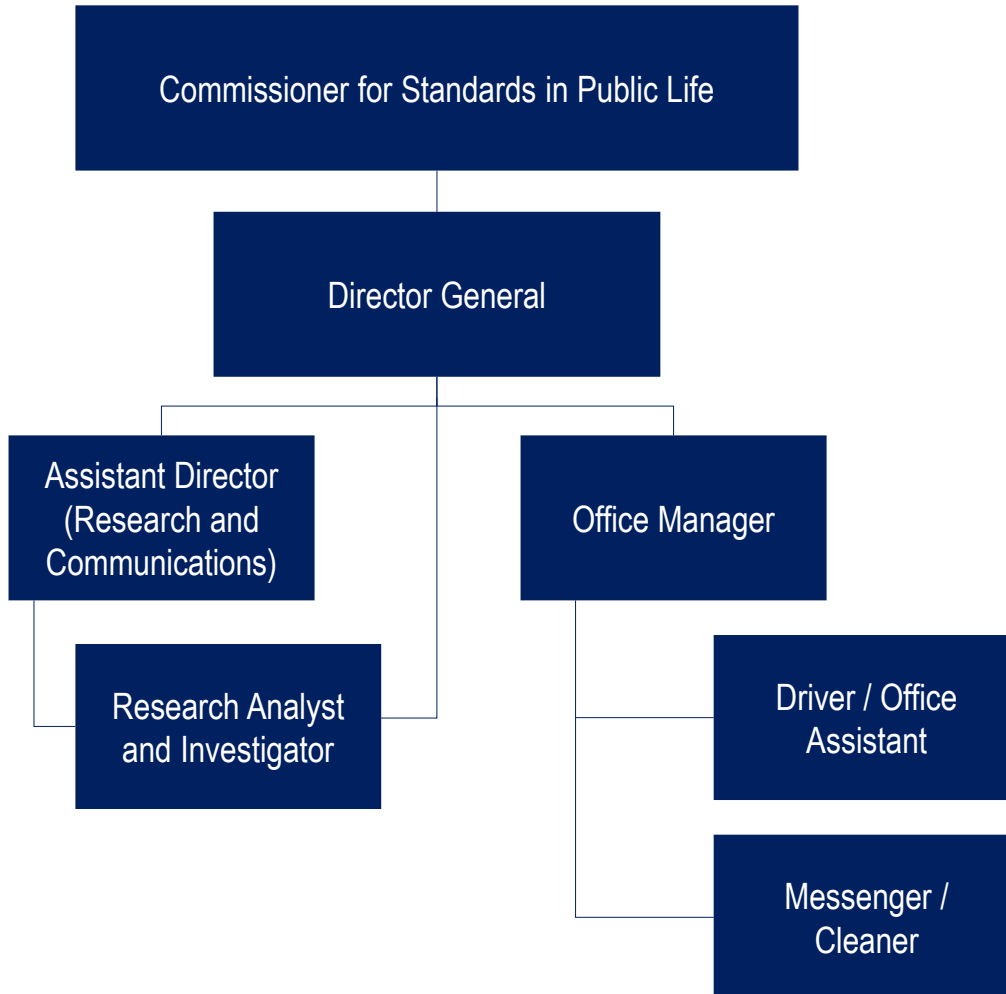 Commissioner for Standards in Public Life
Director General
Assistant Director
(Research and
Communications)
Office Manager
Research Analyst
and Investigator
Driver / Office
Assistant
Messenger /
Cleaner